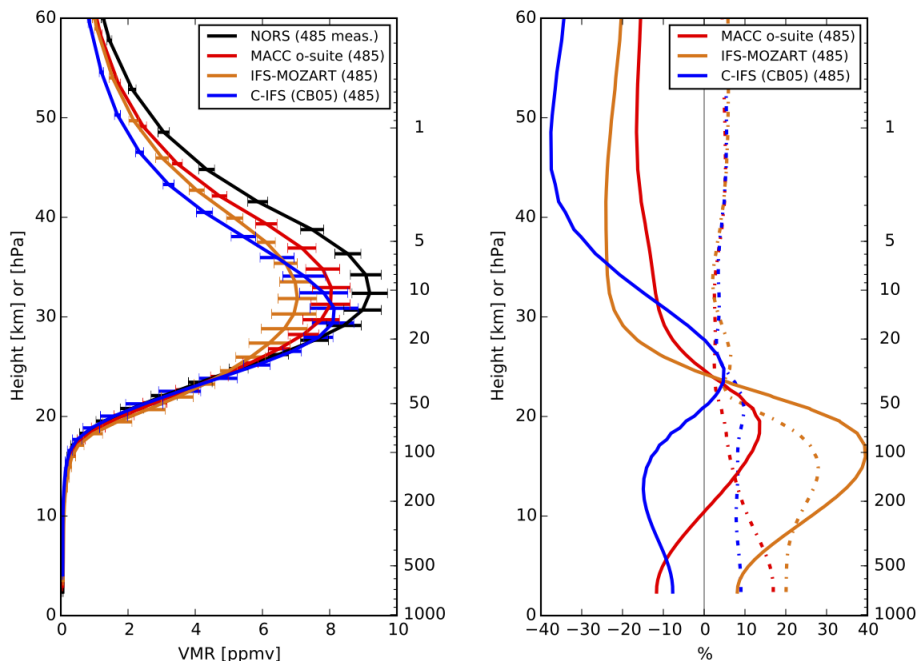 NORS (485 meas.)
MACC o-suite (485)
IFS-MOZART (485)
C-IFS (CB05) (485)
Height [km] or [hPa]
60
50
40
30
20
10
0
1
5
10
20
50
100
200
500
1000
0 2 4 6 8 10
VMR [ppmv]
MACC o-suite (485)
IFS-MOZART (485)
C-IFS (CB05) (485)
Height [km] or [hPa]
60
50
40
30
20
10
0
1
5
10
20
50
100
200
500
1000
−40 −30 −20 −10 0 10 20 30 40
%